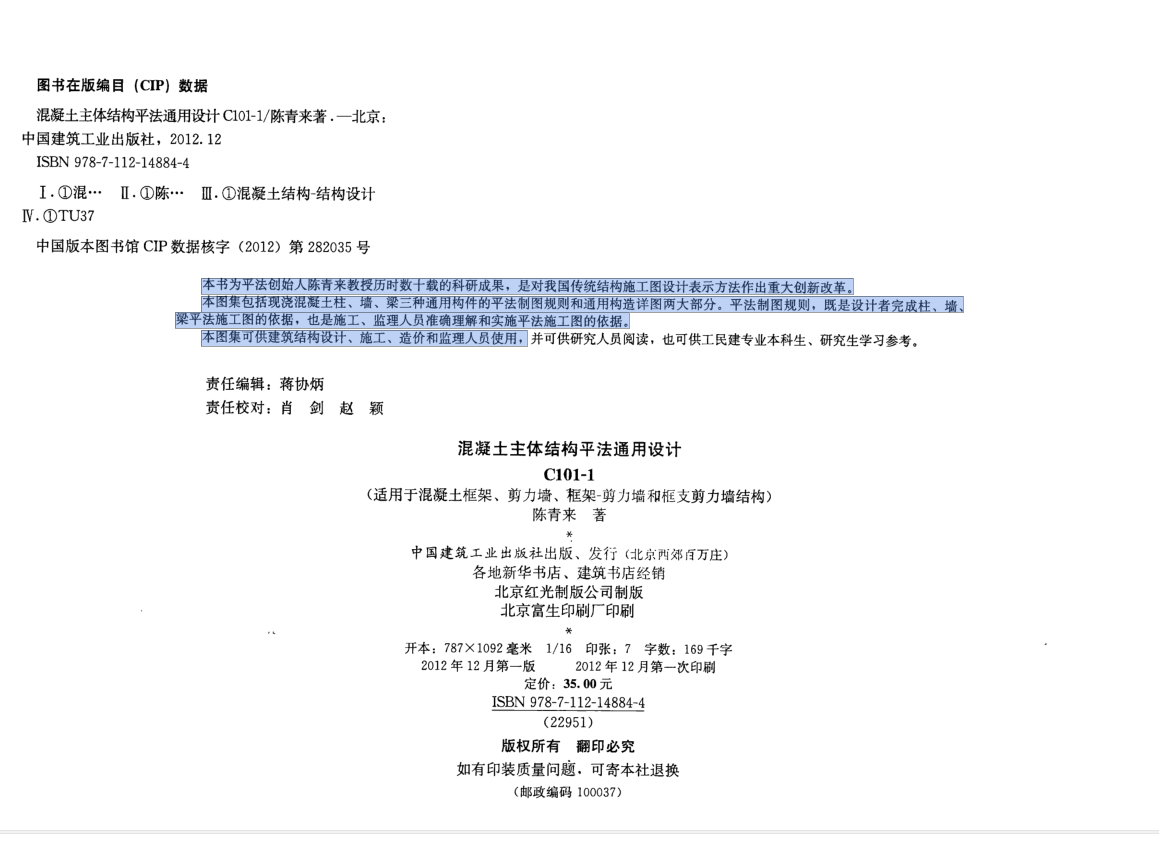 图书在版编目（CIP）数据
混凝土主体结构平法通用设计 C101-1/陈青来著.—北京：
中国建筑工业出版社，2012.12
ISBN 978-7-112-14884-4
Ⅰ.①混… Ⅱ.①陈… Ⅲ.①混凝土结构-结构设计
Ⅳ.①TU37
中国版本图书馆 CIP 数据核字（2012）第 282035 号
本书为平法创始人陈青来教授历时数十载的科研成果，是对我国传统结构施工图设计表示方法作出重大创新改革。
本图集包括现浇混凝土柱、墙、梁三种通用构件的平法制图规则和通用构造详图两大部分。平法制图规则，既是设计者完成柱、墙、
梁平法施工图的依据，也是施工、监理人员准确理解和实施平法施工图的依据。
本图集可供建筑结构设计、施工、造价和监理人员使用，并可供研究人员阅读，也可供工民建专业本科生、研究生学习参考。
责任编辑：蒋协炳
责任校对：肖 剑 赵 颖
混凝土主体结构平法通用设计
C101-1
（适用于混凝土框架、剪力墙、框架-剪力墙和框支剪力墙结构）
陈青来 著
*
中国建筑工业出版社出版、发行（北京西郊百万庄）
各地新华书店、建筑书店经销
北京红光制版公司制版
北京富生印刷厂印刷
*
开本：787×1092 毫米 1/16 印张：7 字数：169 千字
2012 年 12 月第一版 2012 年 12 月第一次印刷
定价：35.00 元
ISBN 978-7-112-14884-4
（22951）
版权所有 翻印必究
如有印装质量问题，可寄本社退换
（邮政编码 100037）